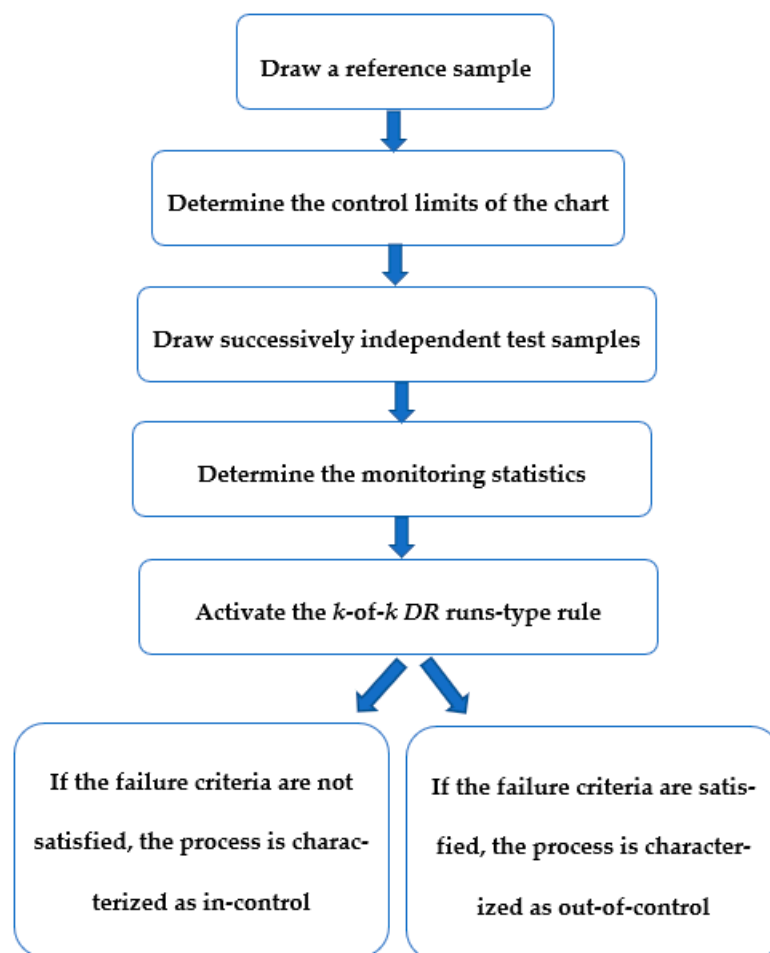 Draw a reference sample
Determine the control limits of the chart
Draw successively independent test samples
Determine the monitoring statistics
Activate the k-of-k DR runs-type rule
If the failure criteria are not
satisfied, the process is charac-
terized as in-control
If the failure criteria are satis-
fied, the process is character-
ized as out-of-control